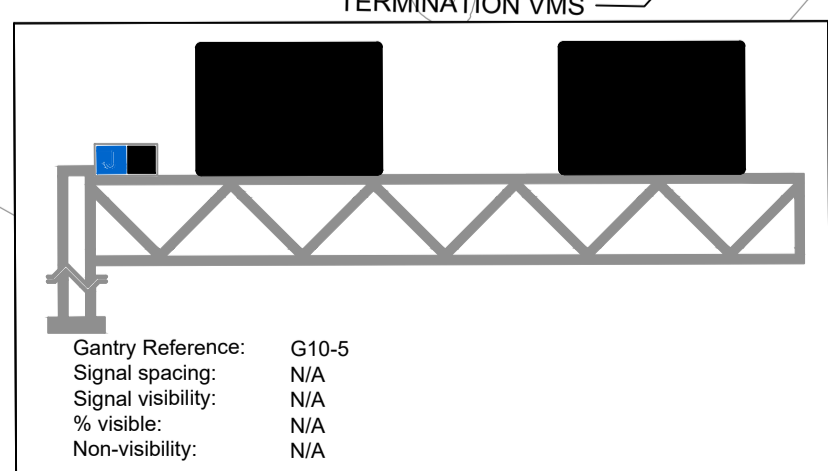 TERMINATION VMS
J
Gantry Reference: G10-5
Signal spacing: N/A
Signal visibility: N/A
% visible: N/A
Non-visibility: N/A